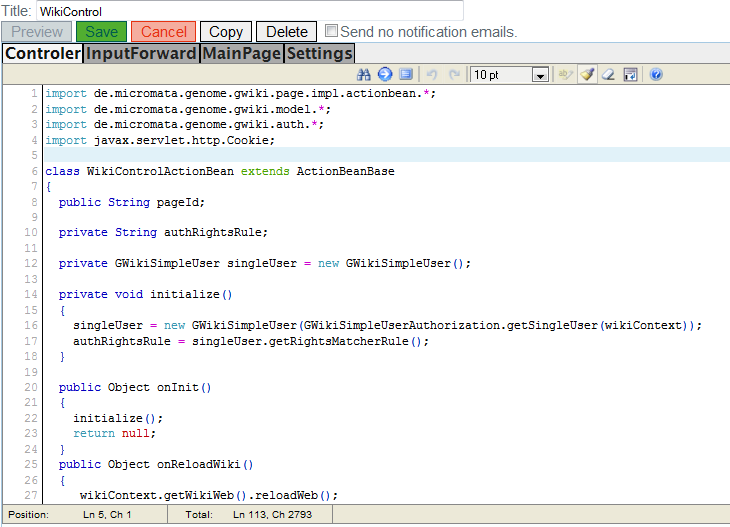 Title: WikiControl
Preview Save Cancel Copy Delete Send no notification emails.
Controler InputForward MainPage Settings
10 pt
1 import de.micromata.genome.gwiki.page.impl.actionbean.*;
2 import de.micromata.genome.gwiki.model.*;
3 import de.micromata.genome.gwiki.auth.*;
4 import javax.servlet.http.Cookie;
5
6 class WikiControlActionBean extends ActionBeanBase
7 {
8   public String pageId;
9
10   private String authRightsRule;
11
12   private GWikiSimpleUser singleUser = new GWikiSimpleUser();
13
14   private void initialize()
15   {
16     singleUser = new GWikiSimpleUser(GWikiSimpleUserAuthorization.getSingleUser(wikiContext));
17     authRightsRule = singleUser.getRightsMatcherRule();
18   }
19
20   public Object onInit()
21   {
22     initialize();
23     return null;
24   }
25   public Object onReloadWiki()
26   {
27      wikiContext.getWikiWeb().reloadWeb();
Position: Ln 5, Ch 1 Total: Ln 113, Ch 2793